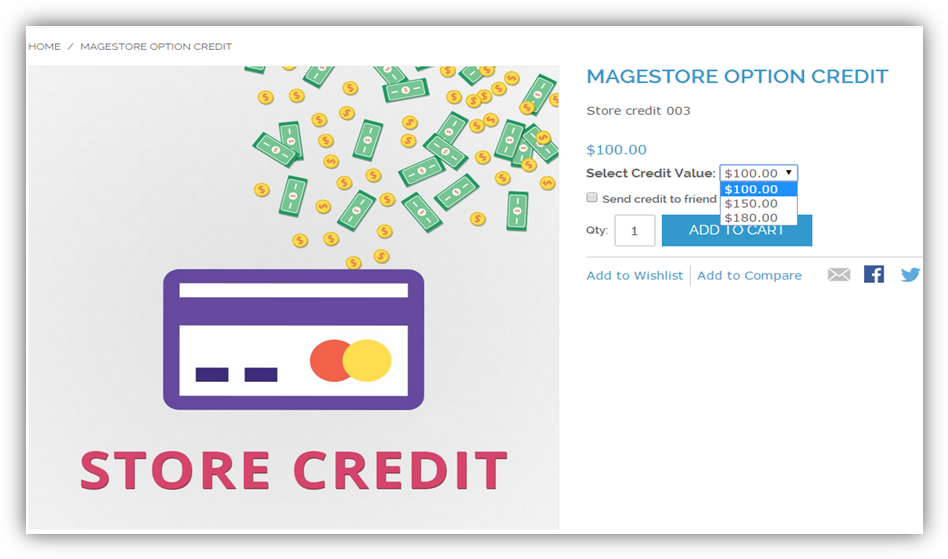 HOME / MAGESTORE OPTION CREDIT
MAGESTORE OPTION CREDIT
Store credit 003
$100.00
Select Credit Value: $100.00
$100.00
$150.00
$180.00
Send credit to friend
Qty: 1 ADD TO CART
Add to Wishlist Add to Compare
STORE CREDIT